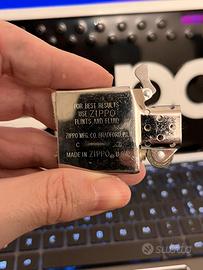 FOR BEST RESULTS
USE ZIPPO
FLINTS AND FLUID
ZIPPO MFG. CO. BRADFORD, PA.
C
MADE IN
Subito